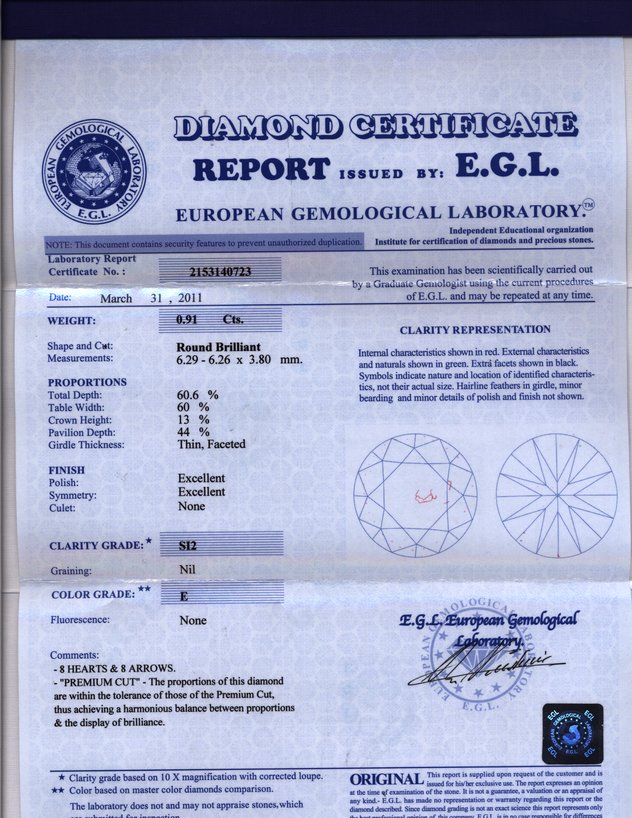 DIAMOND CERTIFICATE
REPORT ISSUED BY: E.G.L.
EUROPEAN GEMOLOGICAL LABORATORY.™
EUROPEAN GEMOLOGICAL LABORATORY
E.G.L.
Independent Educational organization
Institute for certification of diamonds and precious stones.
NOTE: This document contains security features to prevent unauthorized duplication.
Laboratory Report
Certificate No. : 2153140723
Date: March 31 , 2011
This examination has been scientifically carried out
by a Graduate Gemologist using the current procedures
of E.G.L. and may be repeated at any time.
WEIGHT: 0.91 Cts.
Shape and Cut: Round Brilliant
Measurements: 6.29 - 6.26 x 3.80 mm.
PROPORTIONS
Total Depth: 60.6 %
Table Width: 60 %
Crown Height: 13 %
Pavilion Depth: 44 %
Girdle Thickness: Thin, Faceted
FINISH
Polish: Excellent
Symmetry: Excellent
Culet: None
CLARITY GRADE: ★ SI2
Graining: Nil
COLOR GRADE: ★★ E
Fluorescence: None
Comments:
- 8 HEARTS & 8 ARROWS.
- "PREMIUM CUT" - The proportions of this diamond
are within the tolerance of those of the Premium Cut,
thus achieving a harmonious balance between proportions
& the display of brilliance.
CLARITY REPRESENTATION
Internal characteristics shown in red. External characteristics
and naturals shown in green. Extra facets shown in black.
Symbols indicate nature and location of identified characteris-
tics, not their actual size. Hairline feathers in girdle, minor
bearding and minor details of polish and finish not shown.
E.G.L. European Gemological
Laboratory.
E.G.L.
EGL EGL
E.G.L.
EGL EGL
★ Clarity grade based on 10 X magnification with corrected loupe.
★★ Color based on master color diamonds comparison.
The laboratory does not and may not appraise stones, which
ORIGINAL This report is supplied upon request of the customer and is
issued for his/her exclusive use. The report expresses an opinion
at the time of examination of the stone. It is not a guarantee, a valuation or an appraisal of
any kind.- E.G.L. has made no representation or warranty regarding this report or the
diamond described. Since diamond grading is not an exact science this report represents only